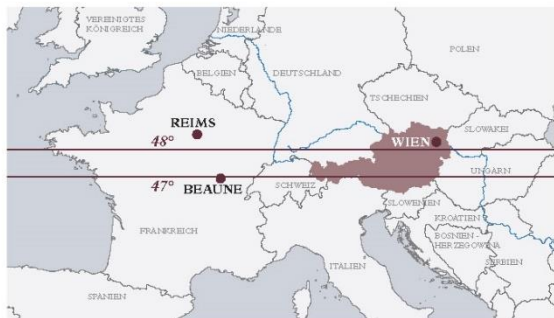 VEREINIGTES
KÖNIGREICH
NIEDERLANDE
POLEN
BELGIEN
DEUTSCHLAND
TSCHECHIEN
REIMS
48°
WIEN
SLOWAKEI
47°
BEAUNE
SCHWEIZ
UNGARN
SLOWENIEN
KROATIEN
FRANKREICH
BOSNIEN -
HERZEGOWINA
SERBIEN
ITALIEN
SPANIEN